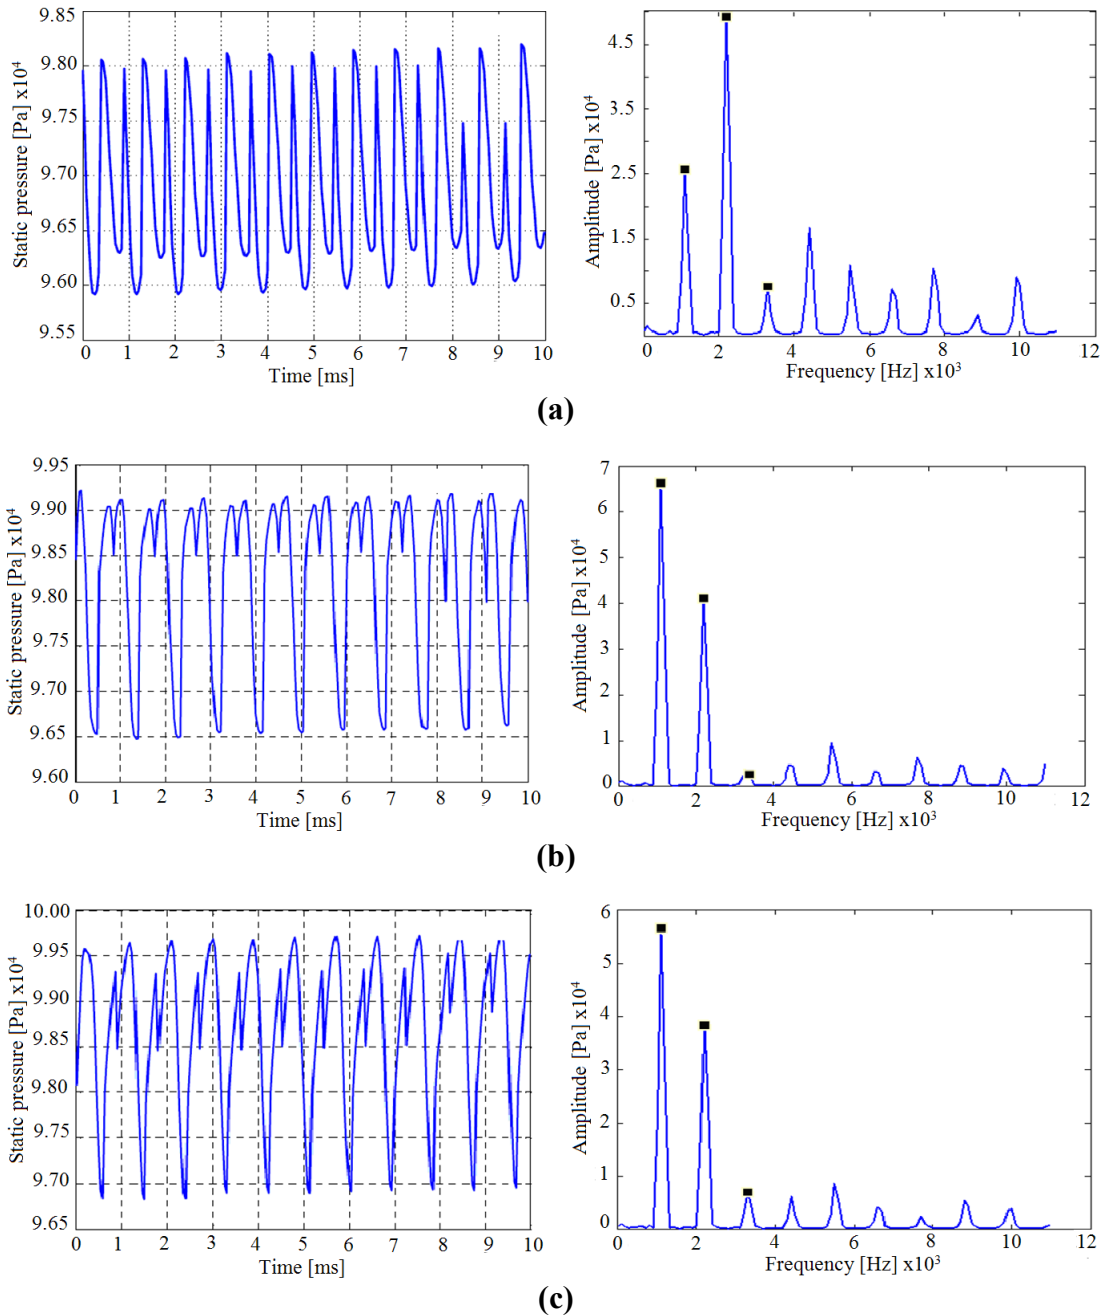 9.85
9.80
9.75
9.70
9.65
9.60
9.55
Static pressure [Pa] x10⁴
0 1 2 3 4 5 6 7 8 9 10
Time [ms]
4.5
3.5
2.5
1.5
0.5
Amplitude [Pa] x10⁴
0 2 4 6 8 10 12
Frequency [Hz] x10³
(a)
9.95
9.90
9.85
9.80
9.75
9.70
9.65
9.60
Static pressure [Pa] x10⁴
0 1 2 3 4 5 6 7 8 9 10
Time [ms]
7
6
5
4
3
2
1
0
Amplitude [Pa] x10⁴
0 2 4 6 8 10 12
Frequency [Hz] x10³
(b)
10.00
9.95
9.90
9.85
9.80
9.75
9.70
9.65
Static pressure [Pa] x10⁴
0 1 2 3 4 5 6 7 8 9 10
Time [ms]
6
5
4
3
2
1
0
Amplitude [Pa] x10⁴
0 2 4 6 8 10 12
Frequency [Hz] x10³
(c)